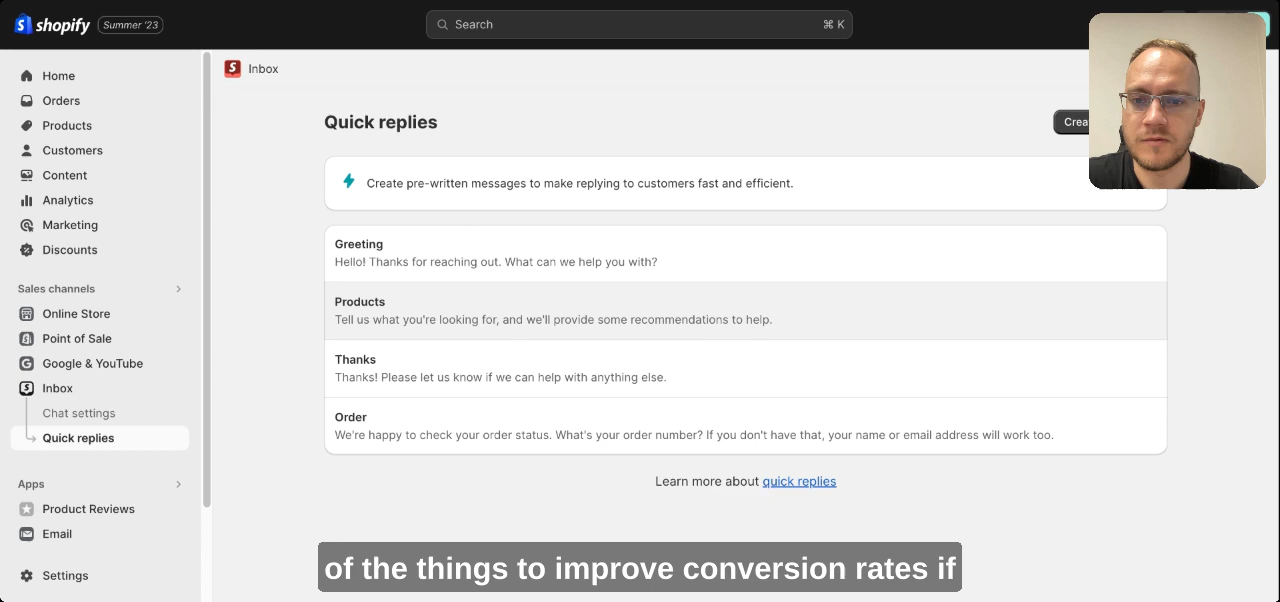 shopify Summer '23
Search ⌘ K
Home
Orders
Products
Customers
Content
Analytics
Marketing
Discounts
Sales channels
Online Store
Point of Sale
Google & YouTube
Inbox
Chat settings
Quick replies
Apps
Product Reviews
Email
Settings
Inbox
Quick replies
Create pre-written messages to make replying to customers fast and efficient.
Greeting
Hello! Thanks for reaching out. What can we help you with?
Products
Tell us what you're looking for, and we'll provide some recommendations to help.
Thanks
Thanks! Please let us know if we can help with anything else.
Order
We're happy to check your order status. What's your order number? If you don't have that, your name or email address will work too.
Learn more about quick replies
of the things to improve conversion rates if